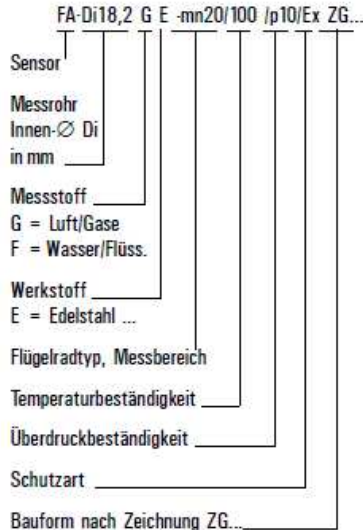 FA-Di18,2 G E -mn20/100 /p10/Ex ZG...
Sensor
Messrohr
Innen-∅ Di
in mm
Messstoff
G = Luft/Gase
F = Wasser/Flüss.
Werkstoff
E = Edelstahl ...
Flügelradtyp, Messbereich
Temperaturbeständigkeit
Überdruckbeständigkeit
Schutzart
Bauform nach Zeichnung ZG...